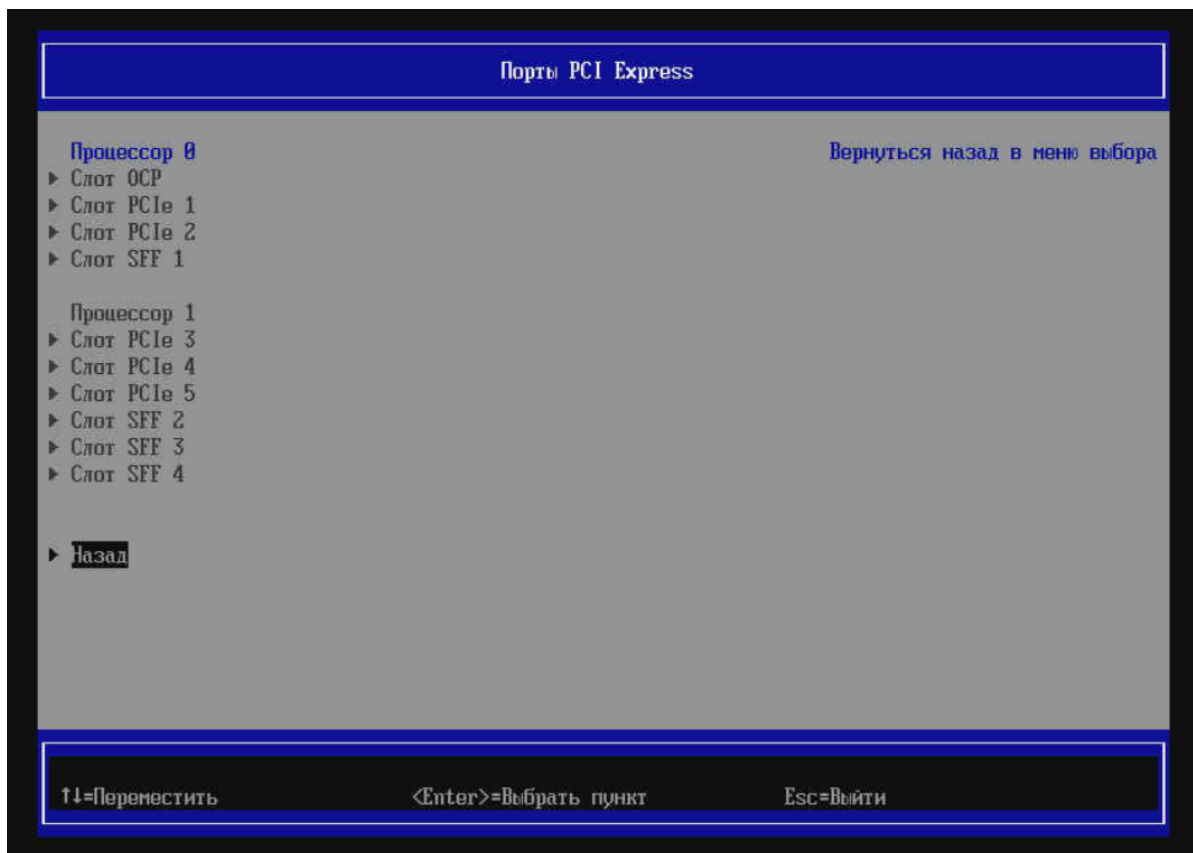 Порты PCI Express
Процессор 0
Вернуться назад в меню выбора
▶ Слот OCP
▶ Слот PCIe 1
▶ Слот PCIe 2
▶ Слот SFF 1
Процессор 1
▶ Слот PCIe 3
▶ Слот PCIe 4
▶ Слот PCIe 5
▶ Слот SFF 2
▶ Слот SFF 3
▶ Слот SFF 4
▶ Назад
↑↓=Переместить <Enter>=Выбрать пункт Esc=Выйти